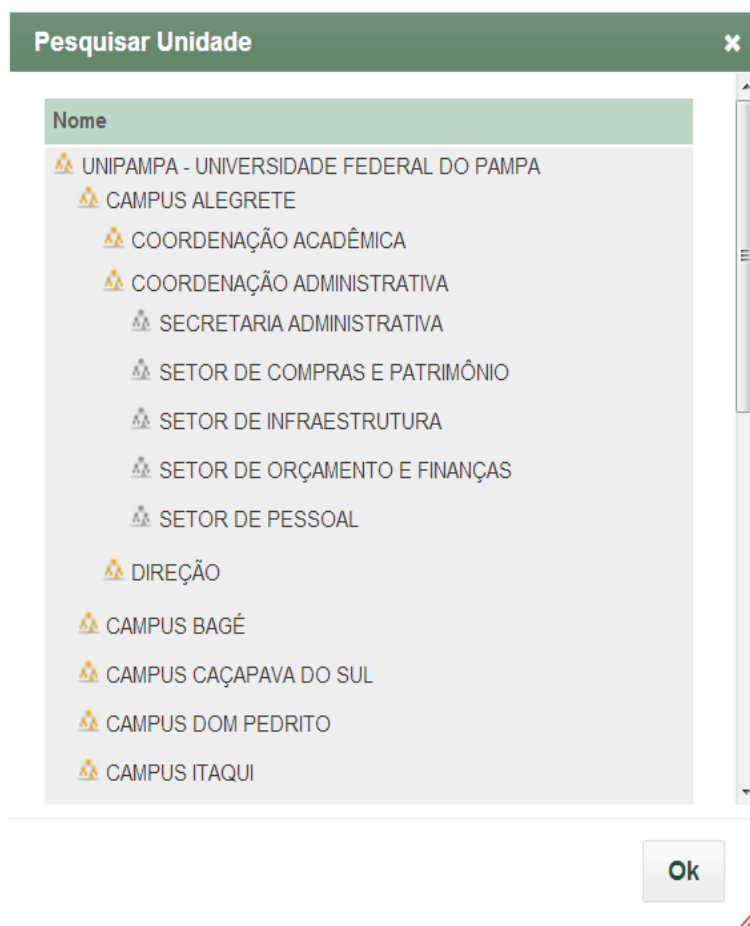 Pesquisar Unidade
Nome
UNIPAMPA - UNIVERSIDADE FEDERAL DO PAMPA
CAMPUS ALEGRETE
COORDENAÇÃO ACADÊMICA
COORDENAÇÃO ADMINISTRATIVA
SECRETARIA ADMINISTRATIVA
SETOR DE COMPRAS E PATRIMÔNIO
SETOR DE INFRAESTRUTURA
SETOR DE ORÇAMENTO E FINANÇAS
SETOR DE PESSOAL
DIREÇÃO
CAMPUS BAGÉ
CAMPUS CAÇAPAVA DO SUL
CAMPUS DOM PEDRITO
CAMPUS ITAQUI
Ok